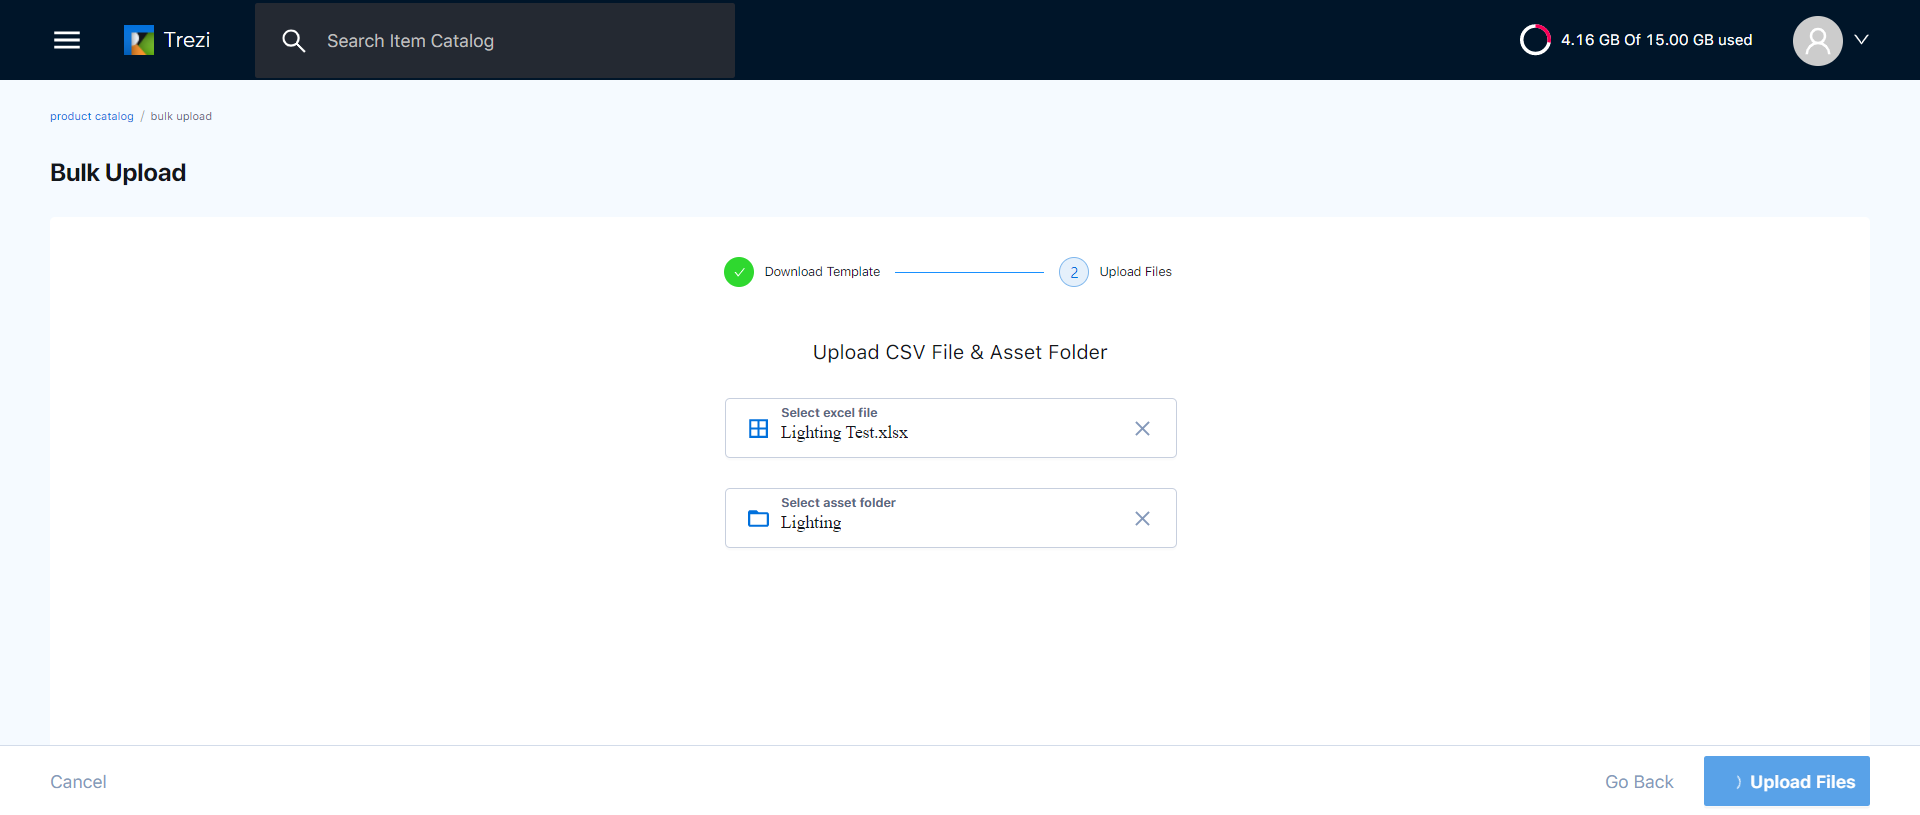 Trezi
Search Item Catalog
4.16 GB Of 15.00 GB used
product catalog / bulk upload
Bulk Upload
Download Template
2 Upload Files
Upload CSV File & Asset Folder
Select excel file
Lighting Test.xlsx
Select asset folder
Lighting
Cancel
Go Back
Upload Files